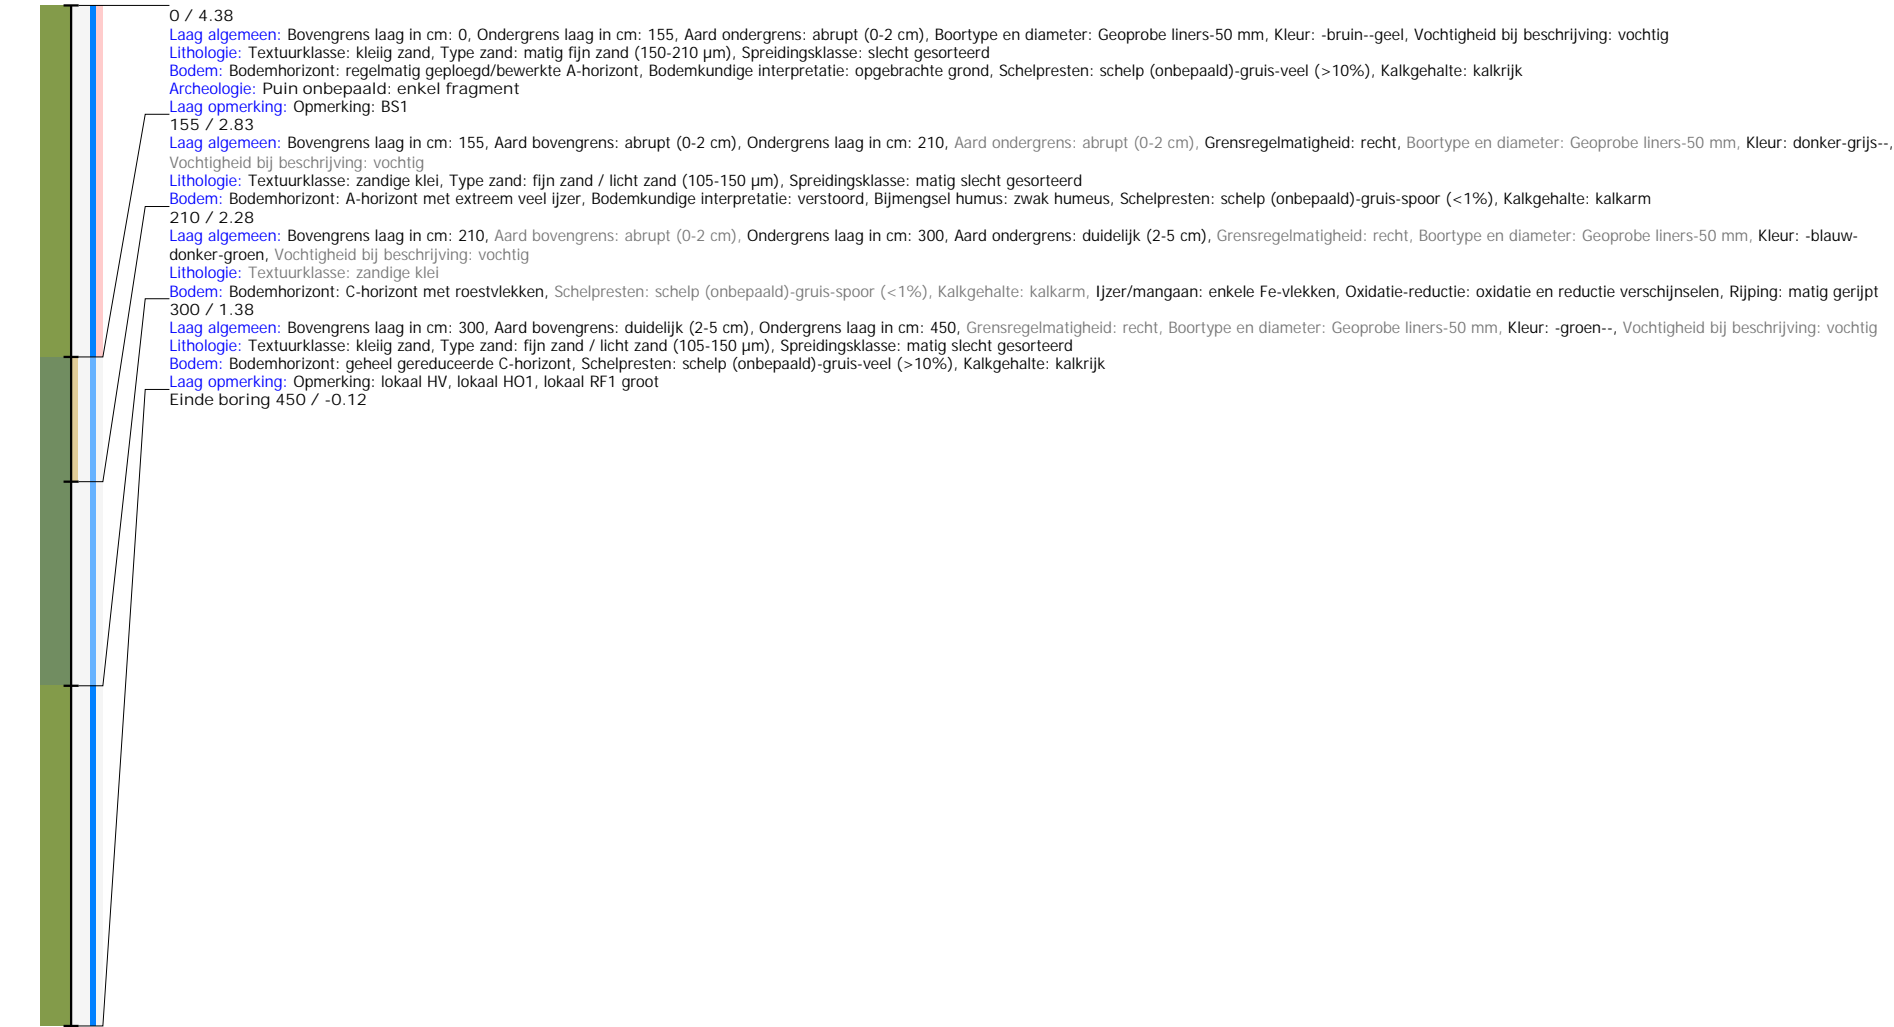 0 / 4.38
Laag algemeen: Bovengrens laag in cm: 0, Ondergrens laag in cm: 155, Aard ondergrens: abrupt (0-2 cm), Boortype en diameter: Geoprobe liners-50 mm, Kleur: -bruin--geel, Vochtigheid bij beschrijving: vochtig
Lithologie: Textuurklasse: kleiig zand, Type zand: matig fijn zand (150-210 µm), Spreidingsklasse: slecht gesorteerd
Bodem: Bodemhorizont: regelmatig geploegd/bewerkte A-horizont, Bodemkundige interpretatie: opgebrachte grond, Schelpresten: schelp (onbepaald)-gruis-veel (>10%), Kalkgehalte: kalkrijk
Archeologie: Puin onbepaald: enkel fragment
Laag opmerking: Opmerking: BS1
155 / 2.83
Laag algemeen: Bovengrens laag in cm: 155, Aard bovengrens: abrupt (0-2 cm), Ondergrens laag in cm: 210, Aard ondergrens: abrupt (0-2 cm), Grensregelmatigheid: recht, Boortype en diameter: Geoprobe liners-50 mm, Kleur: donker-grijs--,
Vochtigheid bij beschrijving: vochtig
Lithologie: Textuurklasse: zandige klei, Type zand: fijn zand / licht zand (105-150 µm), Spreidingsklasse: matig slecht gesorteerd
Bodem: Bodemhorizont: A-horizont met extreem veel ijzer, Bodemkundige interpretatie: verstoord, Bijmengsel humus: zwak humeus, Schelpresten: schelp (onbepaald)-gruis-spoor (<1%), Kalkgehalte: kalkarm
210 / 2.28
Laag algemeen: Bovengrens laag in cm: 210, Aard bovengrens: abrupt (0-2 cm), Ondergrens laag in cm: 300, Aard ondergrens: duidelijk (2-5 cm), Grensregelmatigheid: recht, Boortype en diameter: Geoprobe liners-50 mm, Kleur: -blauw-
donker-groen, Vochtigheid bij beschrijving: vochtig
Lithologie: Textuurklasse: zandige klei
Bodem: Bodemhorizont: C-horizont met roestvlekken, Schelpresten: schelp (onbepaald)-gruis-spoor (<1%), Kalkgehalte: kalkarm, Ijzer/mangaan: enkele Fe-vlekken, Oxidatie-reductie: oxidatie en reductie verschijnselen, Rijping: matig gerijpt
300 / 1.38
Laag algemeen: Bovengrens laag in cm: 300, Aard bovengrens: duidelijk (2-5 cm), Ondergrens laag in cm: 450, Grensregelmatigheid: recht, Boortype en diameter: Geoprobe liners-50 mm, Kleur: -groen--, Vochtigheid bij beschrijving: vochtig
Lithologie: Textuurklasse: kleiig zand, Type zand: fijn zand / licht zand (105-150 µm), Spreidingsklasse: matig slecht gesorteerd
Bodem: Bodemhorizont: geheel gereduceerde C-horizont, Schelpresten: schelp (onbepaald)-gruis-veel (>10%), Kalkgehalte: kalkrijk
Laag opmerking: Opmerking: lokaal HV, lokaal HO1, lokaal RF1 groot
Einde boring 450 / -0.12